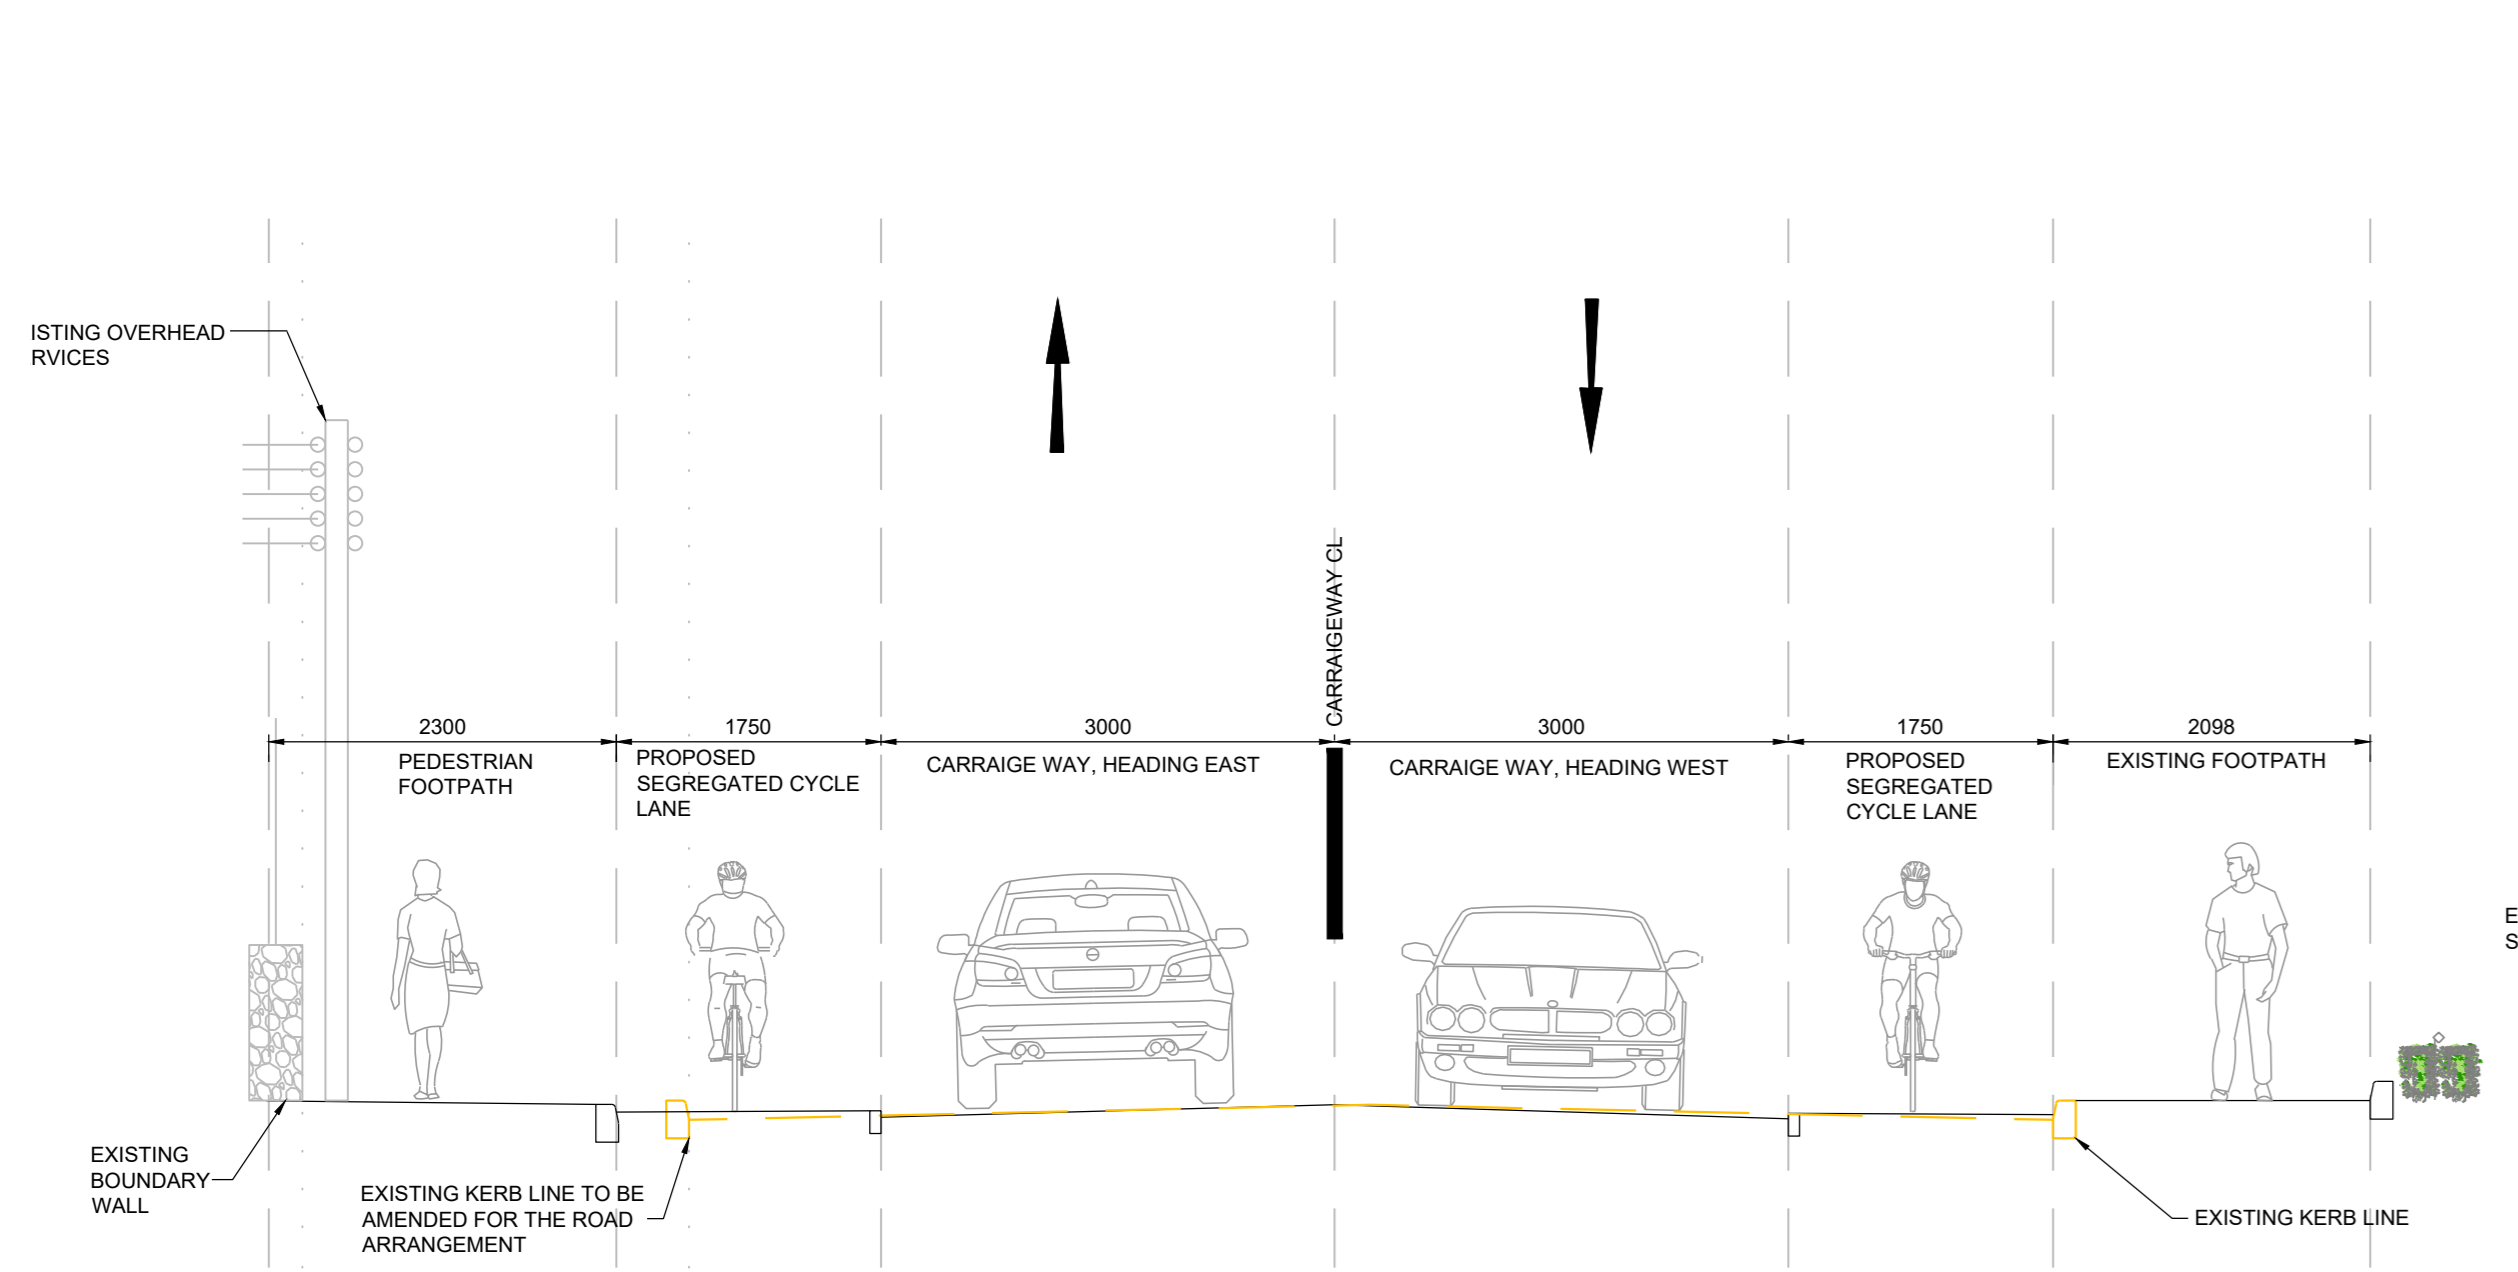 ISTING OVERHEAD
RVICES
CARRAIGEWAY CL
2300
1750
3000
3000
1750
2098
PEDESTRIAN
FOOTPATH
PROPOSED
SEGREGATED CYCLE
LANE
CARRAIGE WAY, HEADING EAST
CARRAIGE WAY, HEADING WEST
PROPOSED
SEGREGATED
CYCLE LANE
EXISTING FOOTPATH
E
S
EXISTING
BOUNDARY
WALL
EXISTING KERB LINE TO BE
AMENDED FOR THE ROAD
ARRANGEMENT
EXISTING KERB LINE